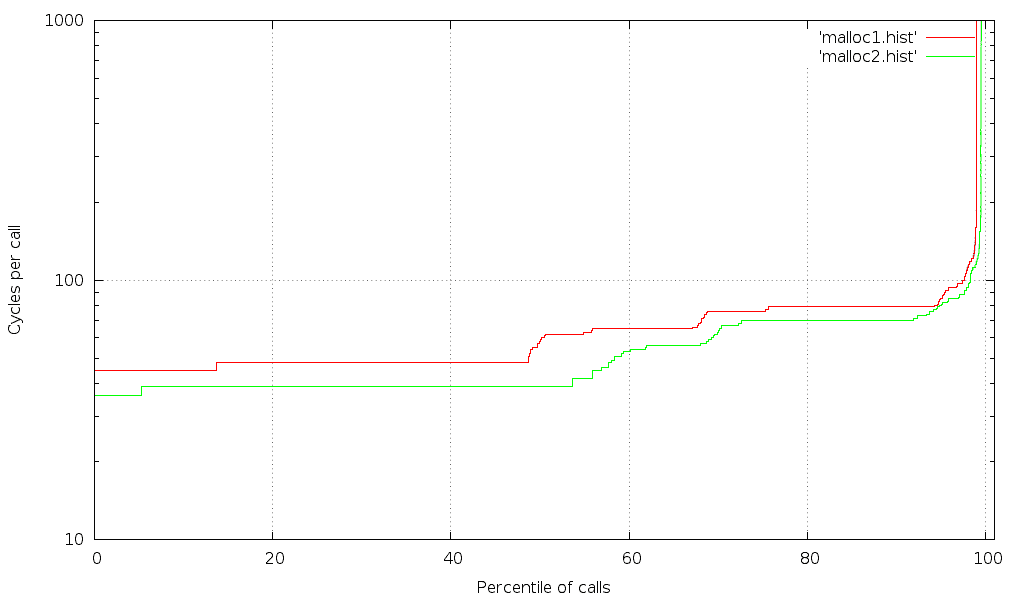 1000
'malloc1.hist'
'malloc2.hist'
Cycles per call
100
10
0 20 40 60 80 100
Percentile of calls